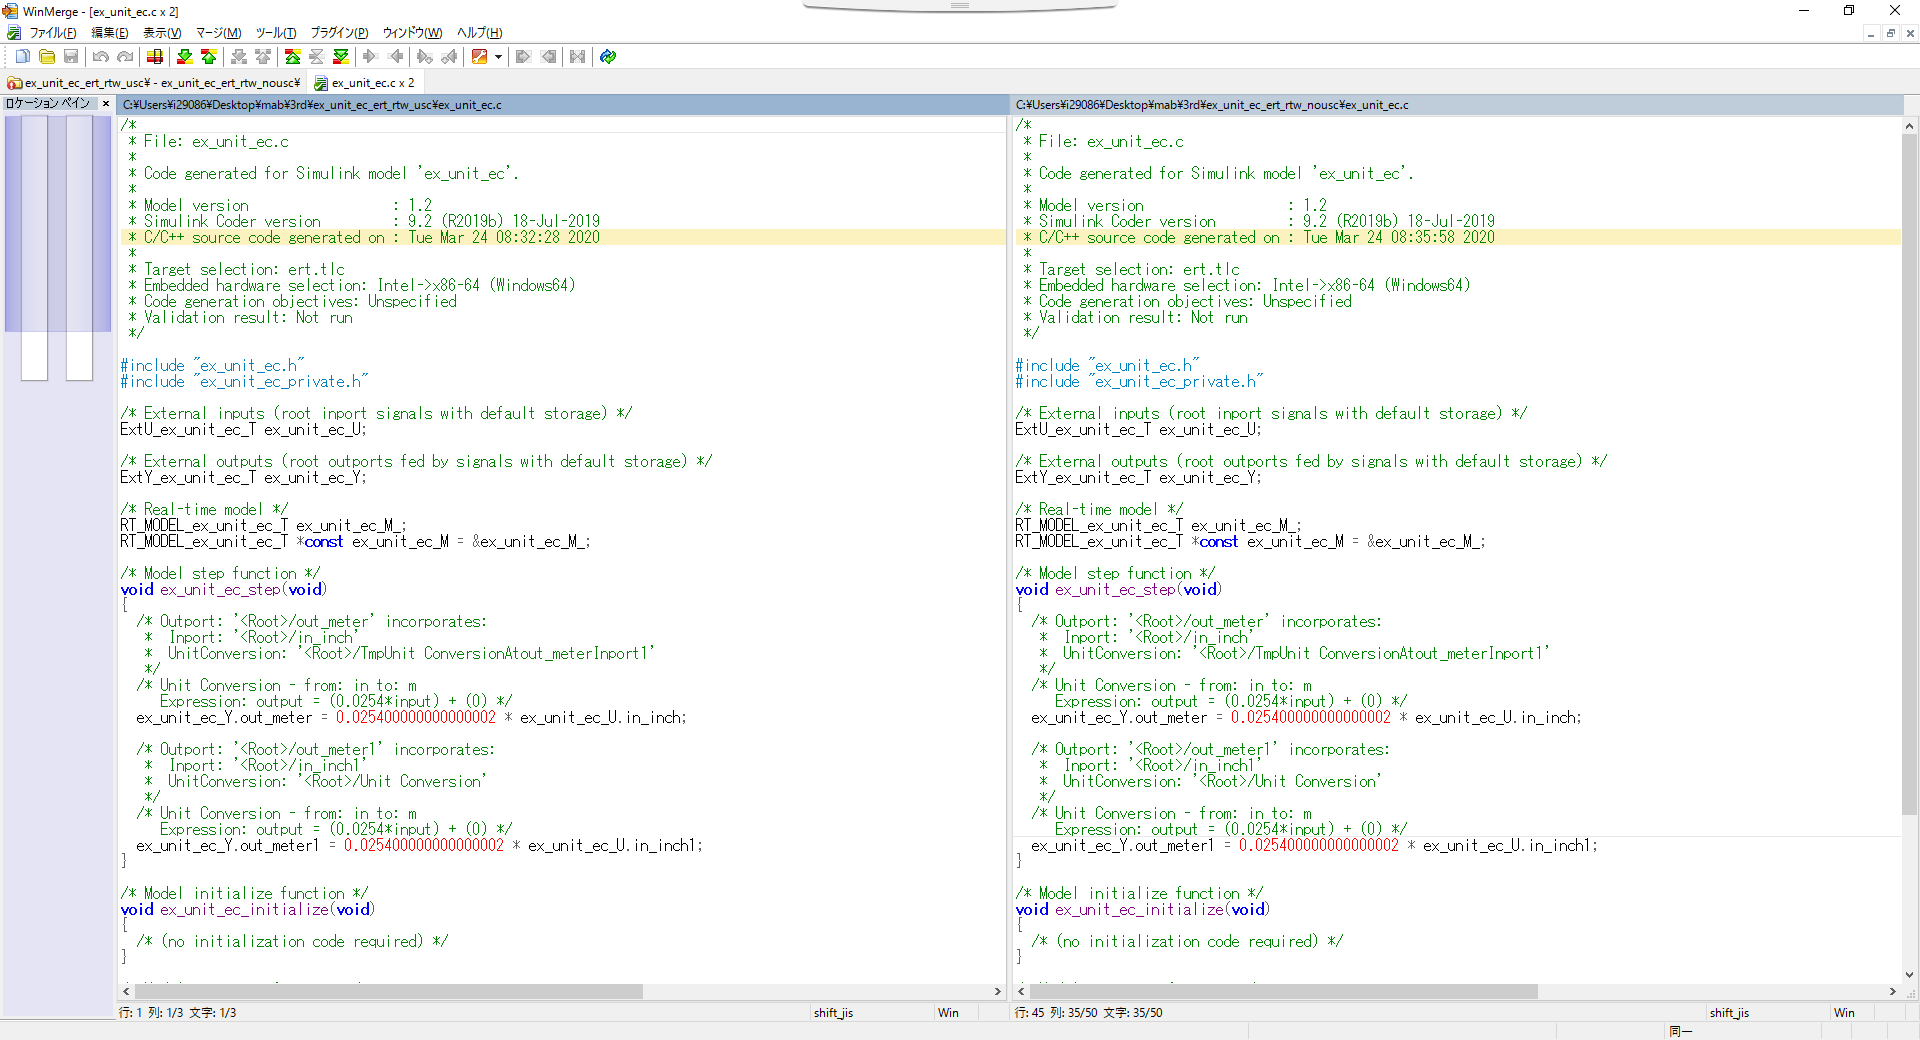 WinMerge - [ex_unit_ec.c x 2]
ファイル(F) 編集(E) 表示(V) マージ(M) ツール(T) プラグイン(P) ウィンドウ(W) ヘルプ(H)
ex_unit_ec_ert_rtw_usc¥ - ex_unit_ec_ert_rtw_nousc¥ ex_unit_ec.c x 2
ロケーション ペイン ×
C:¥Users¥i29086¥Desktop¥mab¥3rd¥ex_unit_ec_ert_rtw_usc¥ex_unit_ec.c
/*
 * File: ex_unit_ec.c
 *
 * Code generated for Simulink model 'ex_unit_ec'.
 *
 * Model version                  : 1.2
 * Simulink Coder version         : 9.2 (R2019b) 18-Jul-2019
 * C/C++ source code generated on : Tue Mar 24 08:32:28 2020
 *
 * Target selection: ert.tlc
 * Embedded hardware selection: Intel->x86-64 (Windows64)
 * Code generation objectives: Unspecified
 * Validation result: Not run
 */
#include "ex_unit_ec.h"
#include "ex_unit_ec_private.h"
/* External inputs (root inport signals with default storage) */
ExtU_ex_unit_ec_T ex_unit_ec_U;
/* External outputs (root outports fed by signals with default storage) */
ExtY_ex_unit_ec_T ex_unit_ec_Y;
/* Real-time model */
RT_MODEL_ex_unit_ec_T ex_unit_ec_M_;
RT_MODEL_ex_unit_ec_T *const ex_unit_ec_M = &ex_unit_ec_M_;
/* Model step function */
void ex_unit_ec_step(void)
{
  /* Outport: '<Root>/out_meter' incorporates:
   *  Inport: '<Root>/in_inch'
   *  UnitConversion: '<Root>/TmpUnit ConversionAtout_meterInport1'
   */
  /* Unit Conversion - from: in to: m
     Expression: output = (0.0254*input) + (0) */
  ex_unit_ec_Y.out_meter = 0.025400000000000002 * ex_unit_ec_U.in_inch;
  /* Outport: '<Root>/out_meter1' incorporates:
   *  Inport: '<Root>/in_inch1'
   *  UnitConversion: '<Root>/Unit Conversion'
   */
  /* Unit Conversion - from: in to: m
     Expression: output = (0.0254*input) + (0) */
  ex_unit_ec_Y.out_meter1 = 0.025400000000000002 * ex_unit_ec_U.in_inch1;
}
/* Model initialize function */
void ex_unit_ec_initialize(void)
{
  /* (no initialization code required) */
}
行: 1 列: 1/3 文字: 1/3 shift_jis Win
C:¥Users¥i29086¥Desktop¥mab¥3rd¥ex_unit_ec_ert_rtw_nousc¥ex_unit_ec.c
/*
 * File: ex_unit_ec.c
 *
 * Code generated for Simulink model 'ex_unit_ec'.
 *
 * Model version                  : 1.2
 * Simulink Coder version         : 9.2 (R2019b) 18-Jul-2019
 * C/C++ source code generated on : Tue Mar 24 08:35:58 2020
 *
 * Target selection: ert.tlc
 * Embedded hardware selection: Intel->x86-64 (Windows64)
 * Code generation objectives: Unspecified
 * Validation result: Not run
 */
#include "ex_unit_ec.h"
#include "ex_unit_ec_private.h"
/* External inputs (root inport signals with default storage) */
ExtU_ex_unit_ec_T ex_unit_ec_U;
/* External outputs (root outports fed by signals with default storage) */
ExtY_ex_unit_ec_T ex_unit_ec_Y;
/* Real-time model */
RT_MODEL_ex_unit_ec_T ex_unit_ec_M_;
RT_MODEL_ex_unit_ec_T *const ex_unit_ec_M = &ex_unit_ec_M_;
/* Model step function */
void ex_unit_ec_step(void)
{
  /* Outport: '<Root>/out_meter' incorporates:
   *  Inport: '<Root>/in_inch'
   *  UnitConversion: '<Root>/TmpUnit ConversionAtout_meterInport1'
   */
  /* Unit Conversion - from: in to: m
     Expression: output = (0.0254*input) + (0) */
  ex_unit_ec_Y.out_meter = 0.025400000000000002 * ex_unit_ec_U.in_inch;
  /* Outport: '<Root>/out_meter1' incorporates:
   *  Inport: '<Root>/in_inch1'
   *  UnitConversion: '<Root>/Unit Conversion'
   */
  /* Unit Conversion - from: in to: m
     Expression: output = (0.0254*input) + (0) */
  ex_unit_ec_Y.out_meter1 = 0.025400000000000002 * ex_unit_ec_U.in_inch1;
}
/* Model initialize function */
void ex_unit_ec_initialize(void)
{
  /* (no initialization code required) */
}
行: 45 列: 35/50 文字: 35/50 shift_jis Win
同一